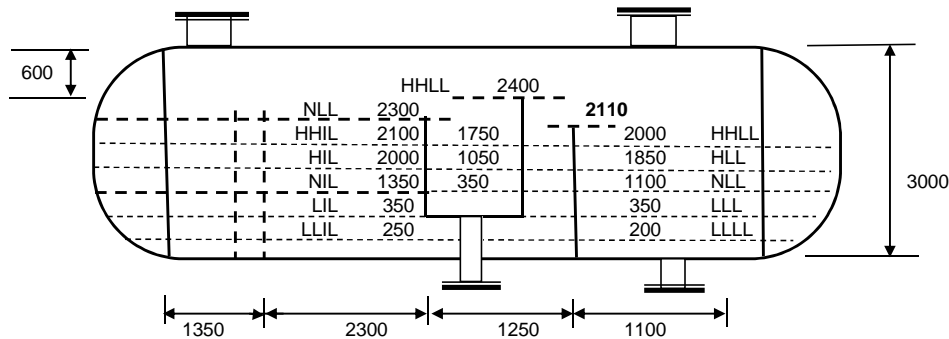 600
HHLL 2400
NLL 2300 2110
HHIL 2100 1750 2000 HHLL
HIL 2000 1050 1850 HLL
NIL 1350 350 1100 NLL
3000
LIL 350 350 LLL
LLIL 250 200 LLLL
1350 2300 1250 1100